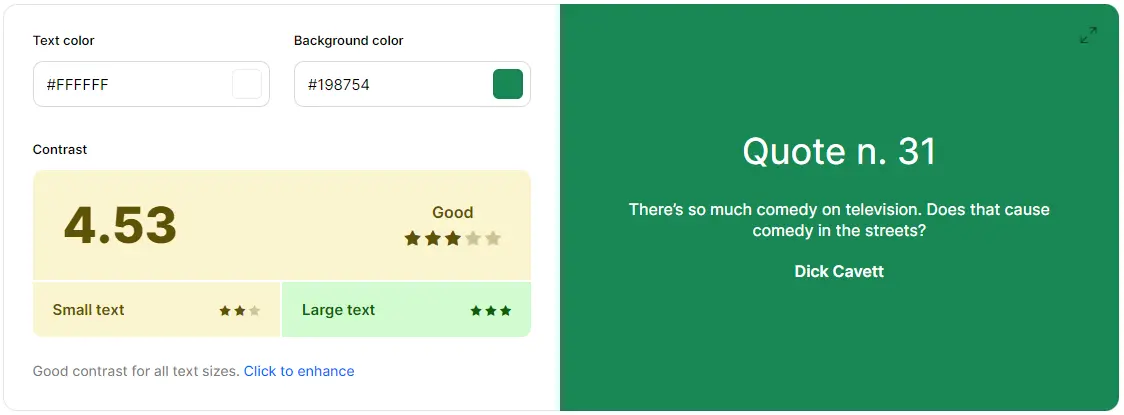 Text color
Background color
#FFFFFF
#198754
Contrast
4.53
Good
Small text
Large text
Good contrast for all text sizes. Click to enhance
Quote n. 31
There’s so much comedy on television. Does that cause
comedy in the streets?
Dick Cavett